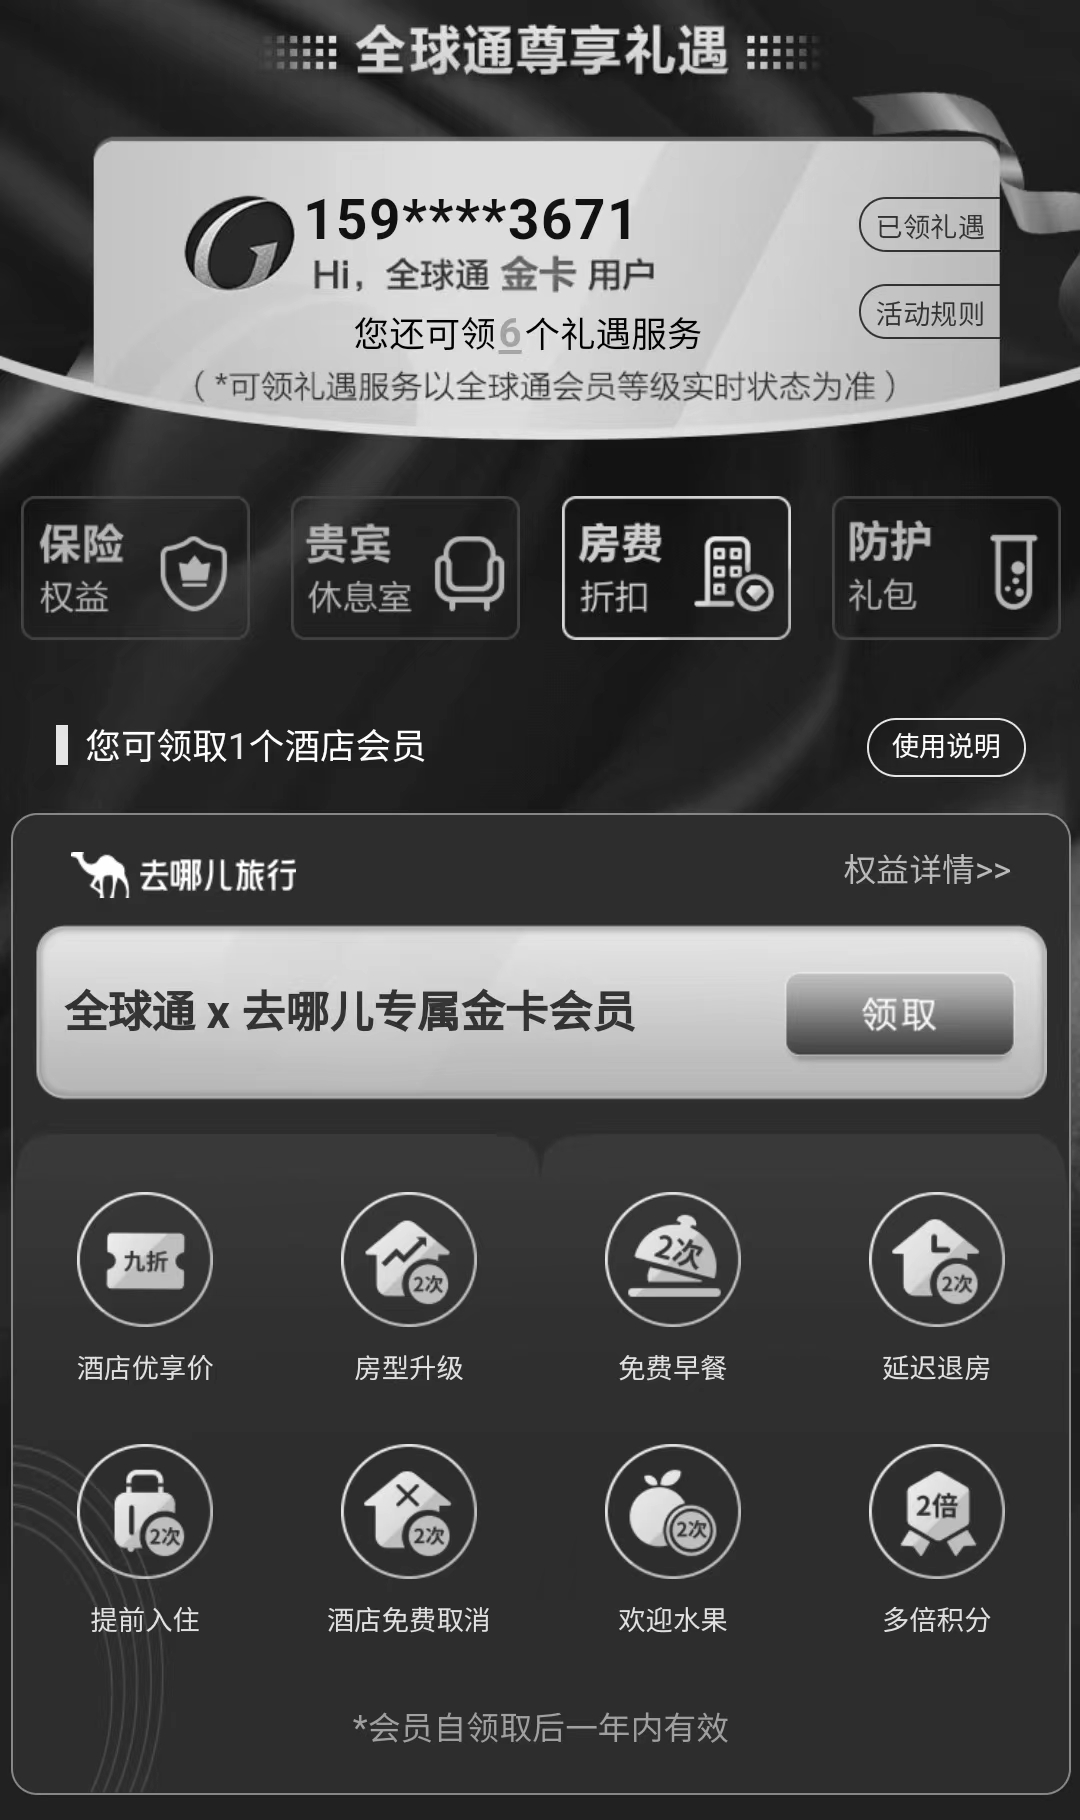 全球通尊享礼遇
159****3671
Hi，全球通 金卡 用户
您还可领6个礼遇服务
（*可领礼遇服务以全球通会员等级实时状态为准）
已领礼遇
活动规则
保险
权益
贵宾
休息室
房费
折扣
防护
礼包
您可领取1个酒店会员
使用说明
去哪儿旅行
权益详情>>
全球通 x 去哪儿专属金卡会员
领取
九折
2次
2次
2次
酒店优享价
房型升级
免费早餐
延迟退房
2次
2次
2次
2倍
提前入住
酒店免费取消
欢迎水果
多倍积分
*会员自领取后一年内有效